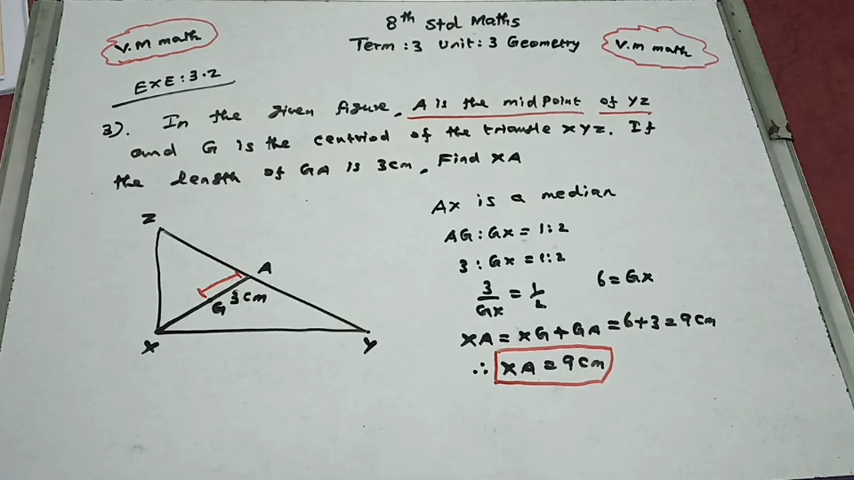 8th Std Maths
V.M math
Term : 3 Unit : 3 Geometry
V.M math
EXE : 3.2
3). In the given figure, A is the midpoint of YZ
and G is the centriod of the triangle XYZ. If
the length of GA is 3cm, Find XA
AX is a median
AG : GX = 1 : 2
3 : GX = 1 : 2
3/GX = 1/2
6 = GX
XA = XG + GA = 6 + 3 = 9cm
∴ XA = 9cm
Z
A
G 3cm
X
Y